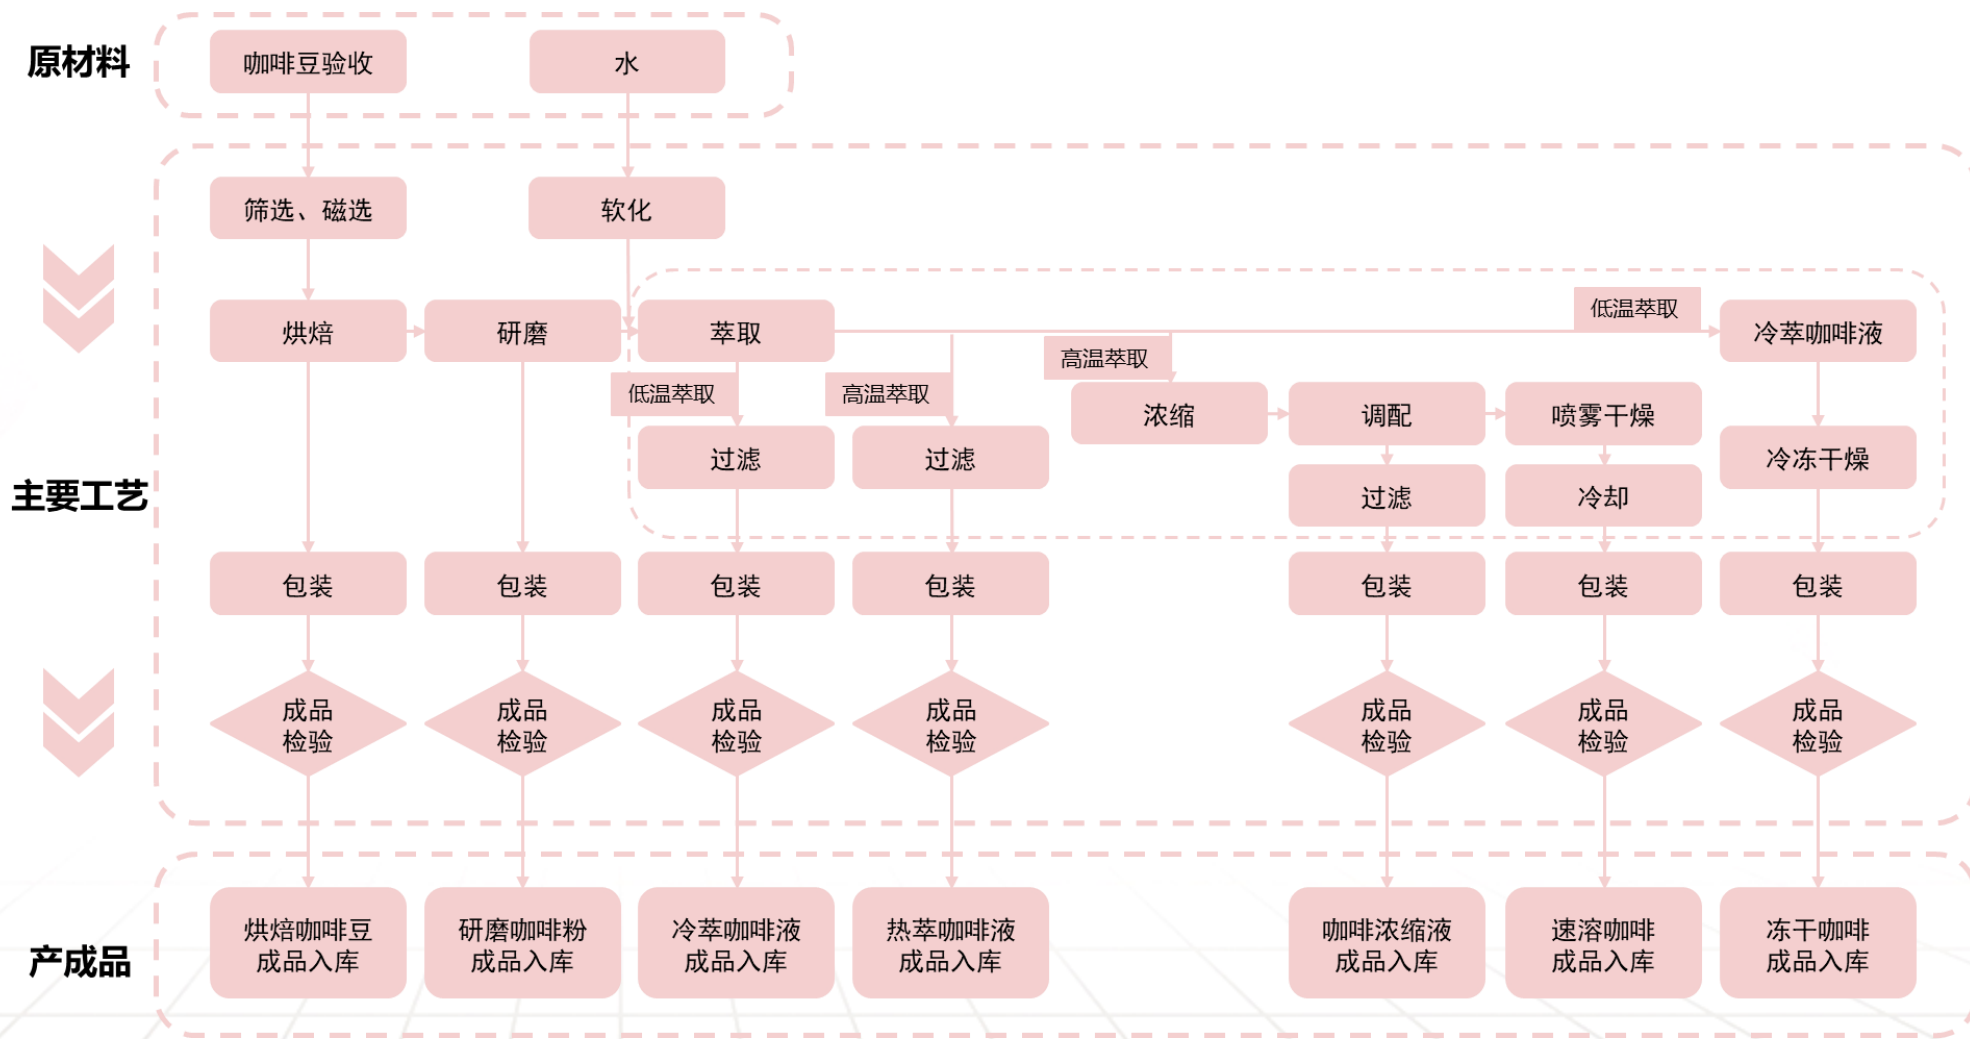 原材料
咖啡豆验收
水
筛选、磁选
软化
烘焙
研磨
萃取
低温萃取
冷萃咖啡液
高温萃取
低温萃取
高温萃取
浓缩
调配
喷雾干燥
过滤
过滤
冷冻干燥
主要工艺
过滤
冷却
包装
包装
包装
包装
包装
包装
包装
成品
检验
成品
检验
成品
检验
成品
检验
成品
检验
成品
检验
成品
检验
产成品
烘焙咖啡豆
成品入库
研磨咖啡粉
成品入库
冷萃咖啡液
成品入库
热萃咖啡液
成品入库
咖啡浓缩液
成品入库
速溶咖啡
成品入库
冻干咖啡
成品入库